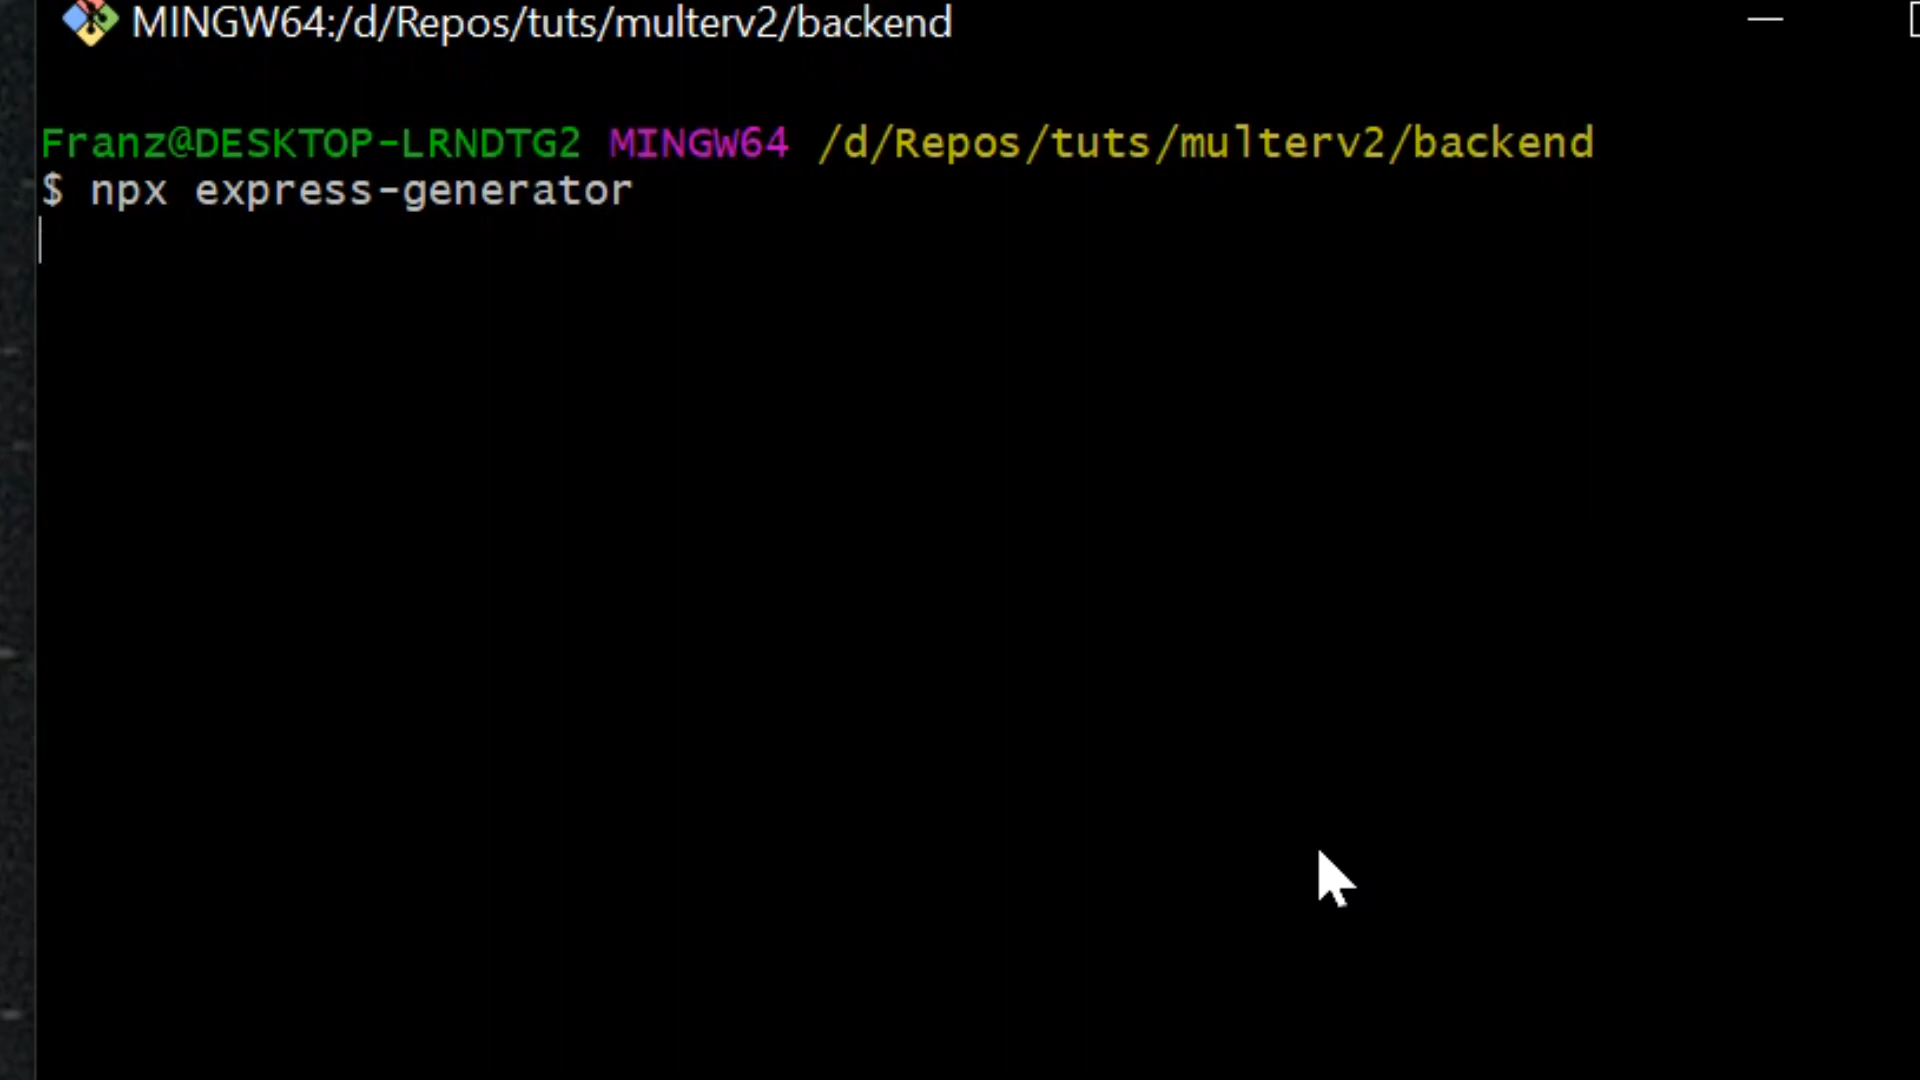 MINGW64:/d/Repos/tuts/multerv2/backend
Franz@DESKTOP-LRNDTG2 MINGW64 /d/Repos/tuts/multerv2/backend
$ npx express-generator